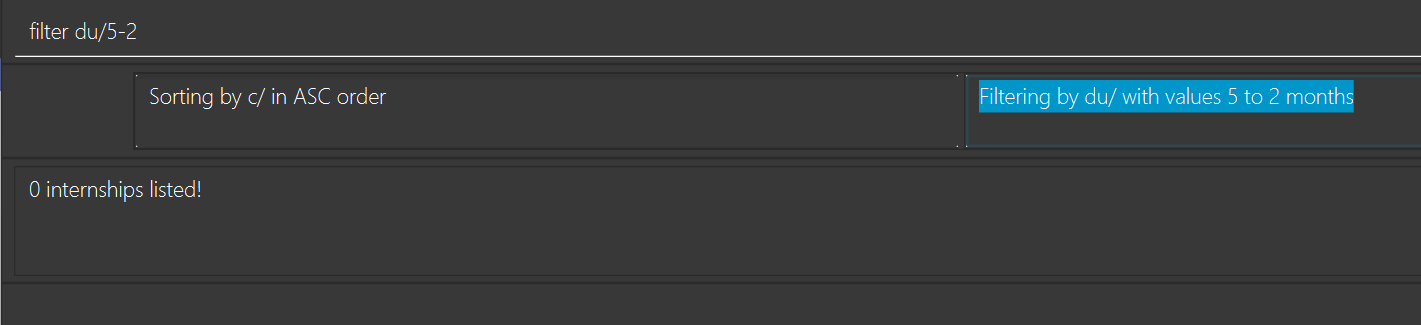 filter du/5-2
Sorting by c/ in ASC order
Filtering by du/ with values 5 to 2 months
0 internships listed!